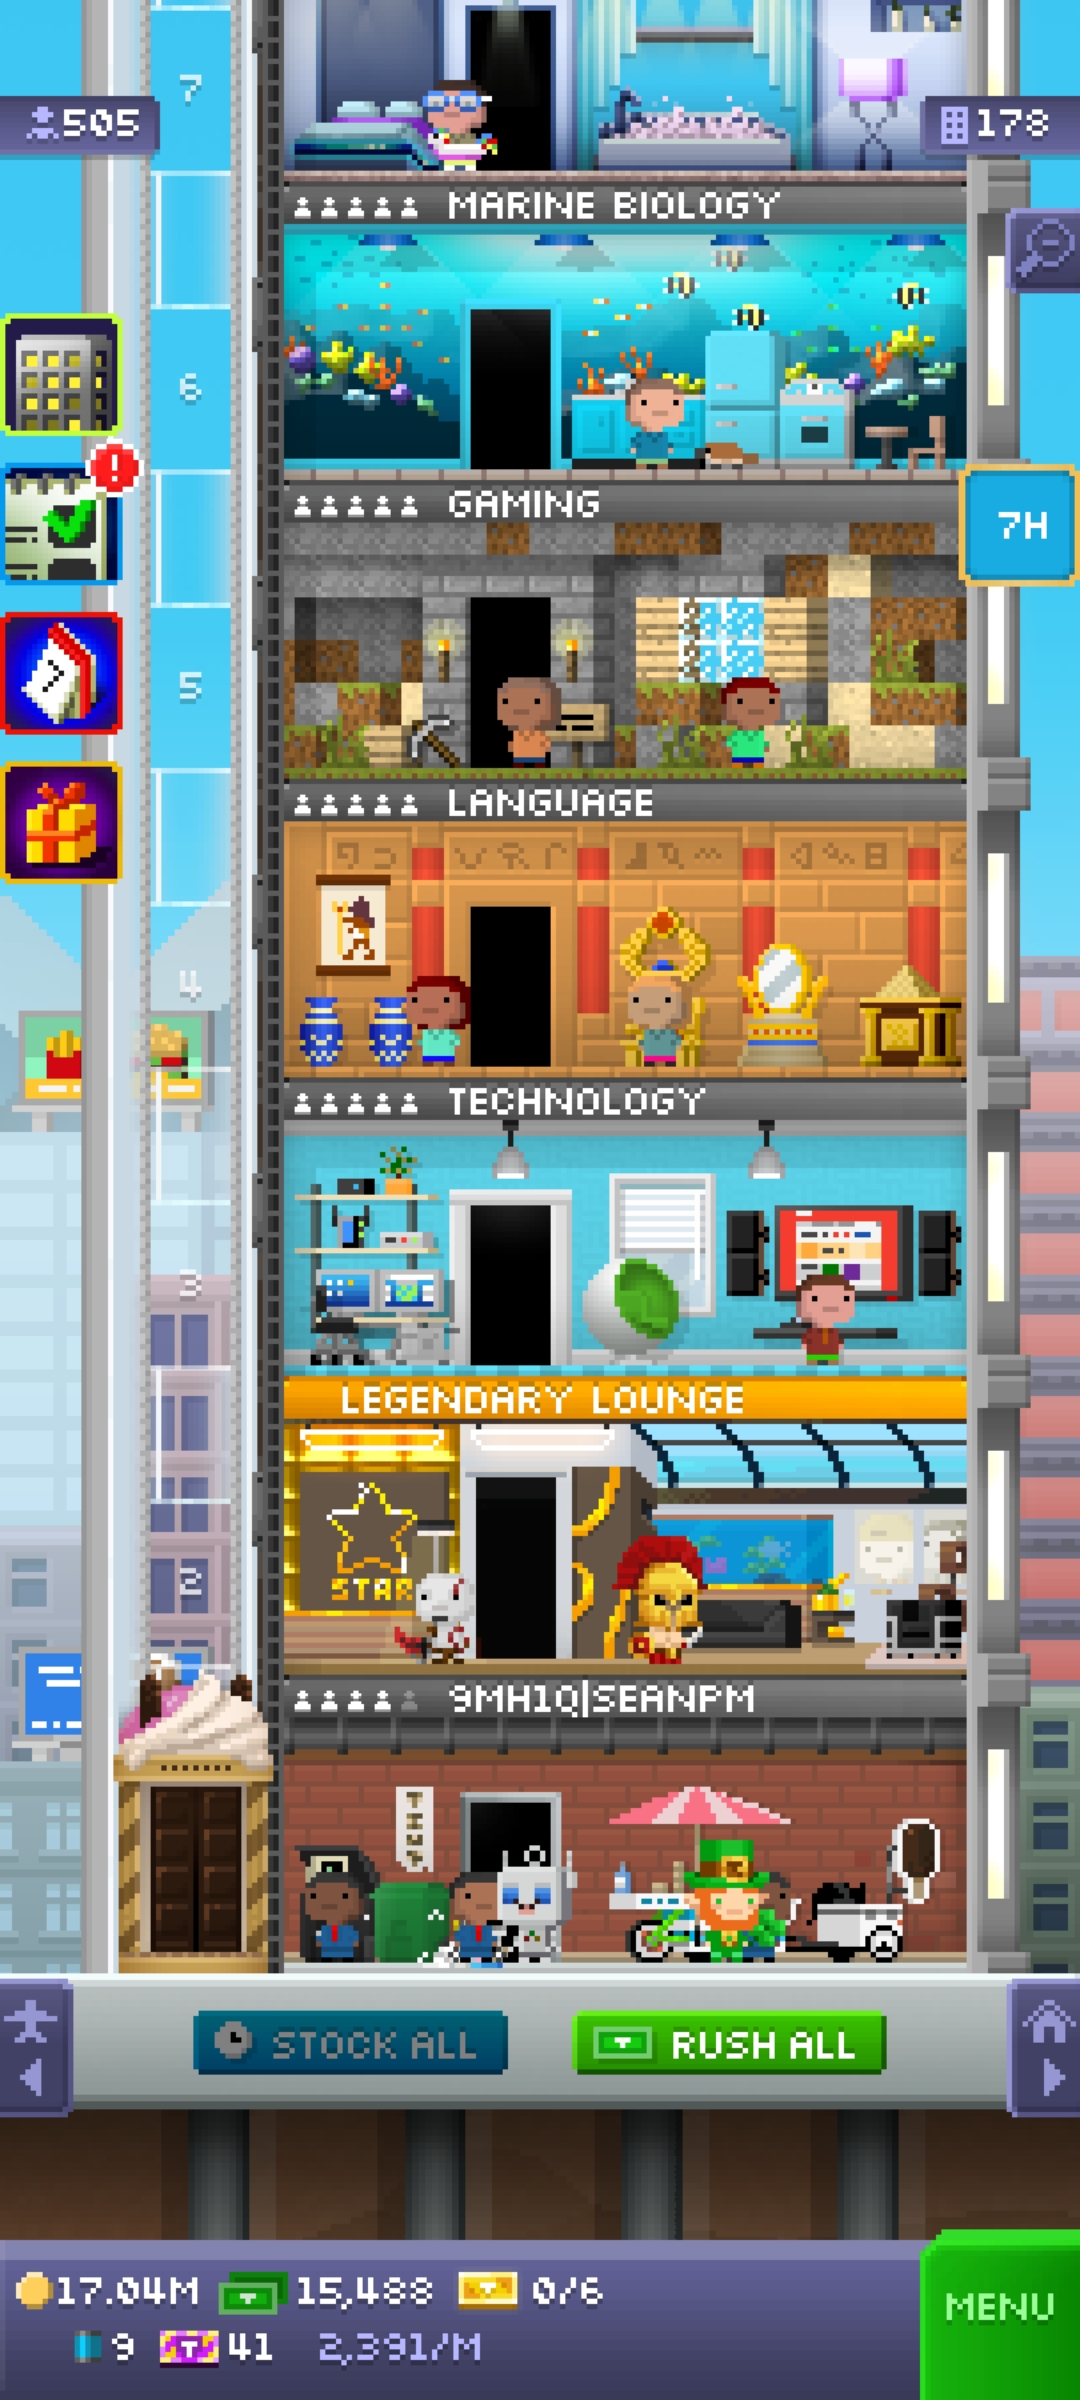 7
505
178
MARINE BIOLOGY
6
GAMING
7H
5
LANGUAGE
4
TECHNOLOGY
3
LEGENDARY LOUNGE
STAR
2
9MH1Q|SEANPM
STOCK ALL
RUSH ALL
17.04M
15,488
0/6
MENU
9
41
2,391/M